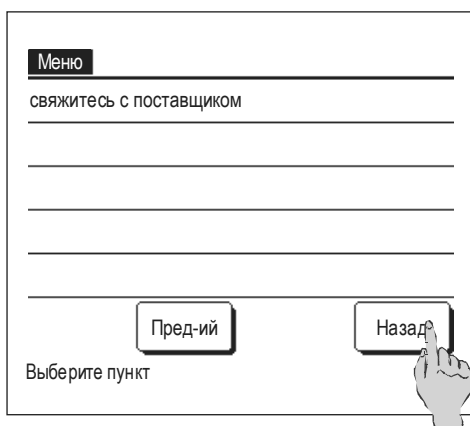 Меню
свяжитесь с поставщиком
Пред-ий Назад
Выберите пункт